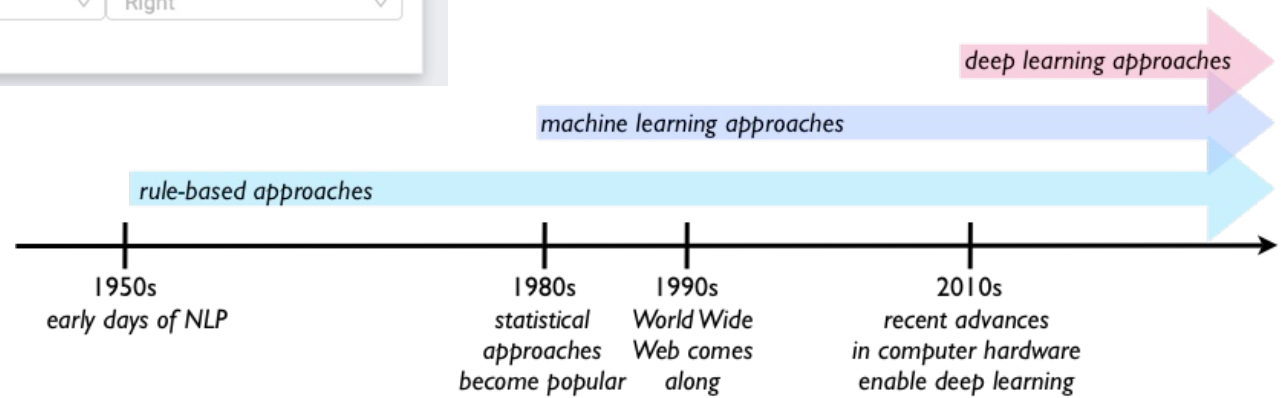 Right
deep learning approaches
machine learning approaches
rule-based approaches
1950s
early days of NLP
1980s
statistical
approaches
become popular
1990s
World Wide
Web comes
along
2010s
recent advances
in computer hardware
enable deep learning